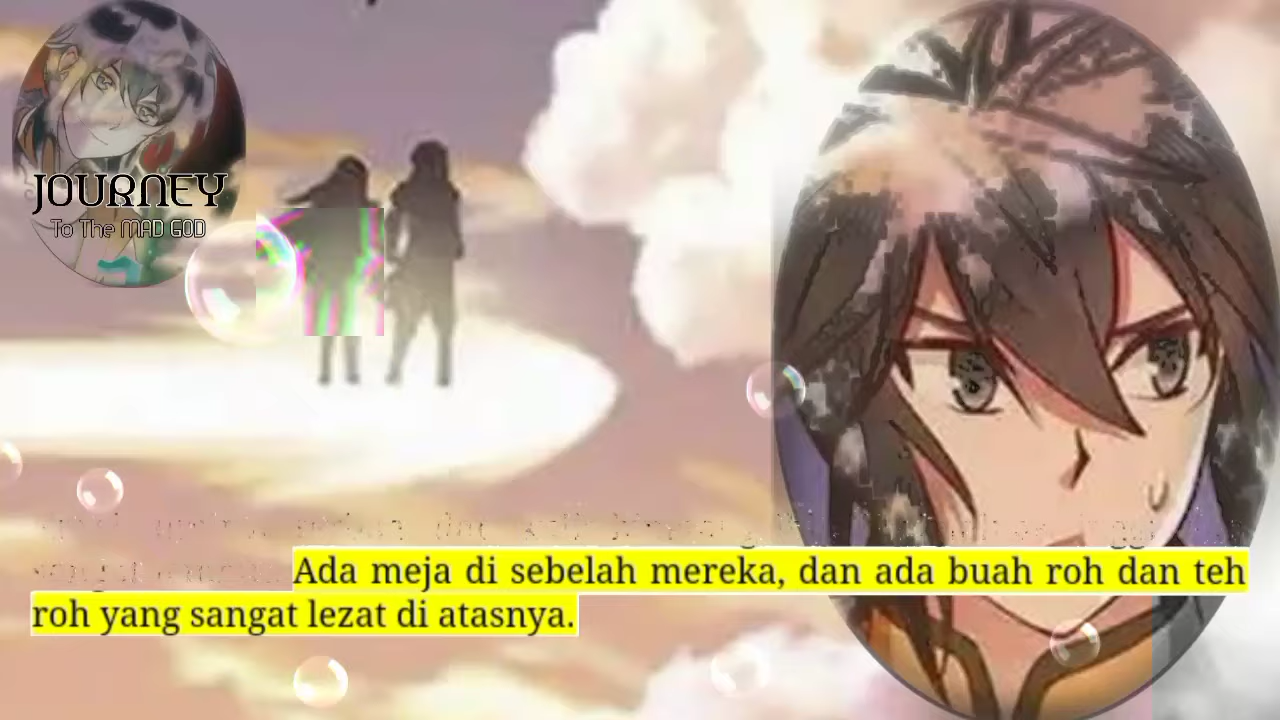 JOURNEY
To The MAD GOD
Ada meja di sebelah mereka, dan ada buah roh dan teh
roh yang sangat lezat di atasnya.